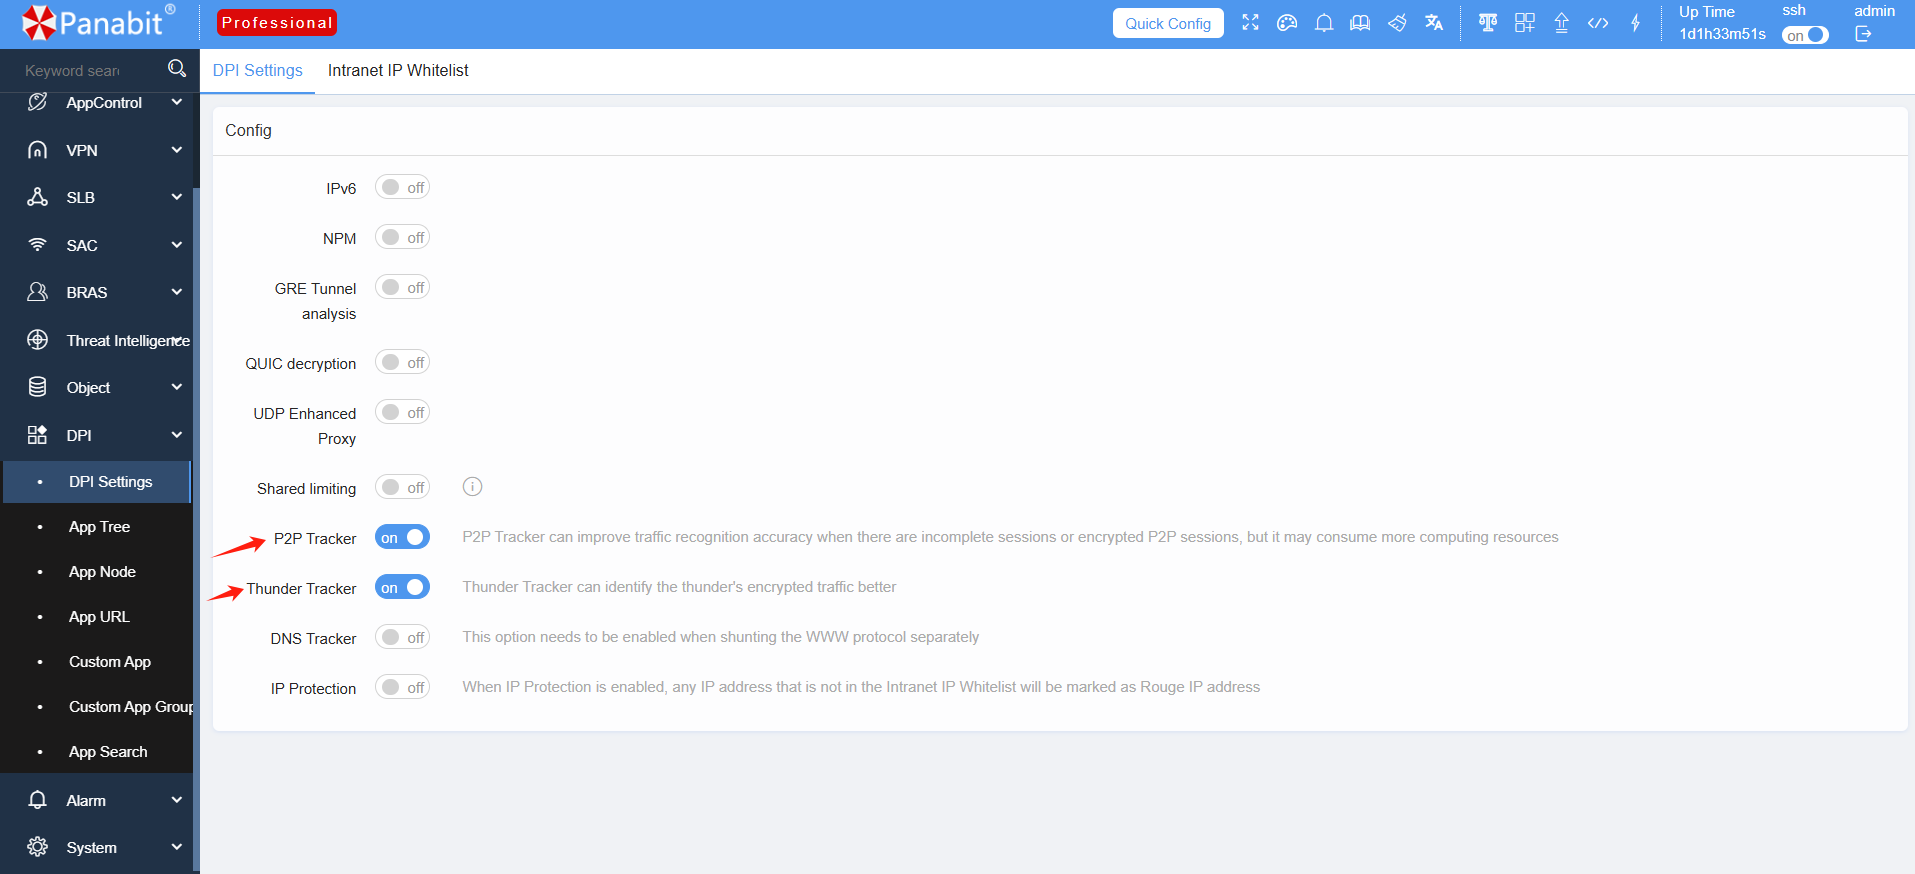 Panabit®
Professional
Quick Config
Up Time
1d1h33m51s
ssh
on
admin
Keyword sear
AppControl
VPN
SLB
SAC
BRAS
Threat Intelligence
Object
DPI
DPI Settings
App Tree
App Node
App URL
Custom App
Custom App Group
App Search
Alarm
System
DPI Settings
Intranet IP Whitelist
Config
IPv6 off
NPM off
GRE Tunnel
analysis
off
QUIC decryption off
UDP Enhanced
Proxy
off
Shared limiting off
P2P Tracker on P2P Tracker can improve traffic recognition accuracy when there are incomplete sessions or encrypted P2P sessions, but it may consume more computing resources
Thunder Tracker on Thunder Tracker can identify the thunder's encrypted traffic better
DNS Tracker off This option needs to be enabled when shunting the WWW protocol separately
IP Protection off When IP Protection is enabled, any IP address that is not in the Intranet IP Whitelist will be marked as Rouge IP address